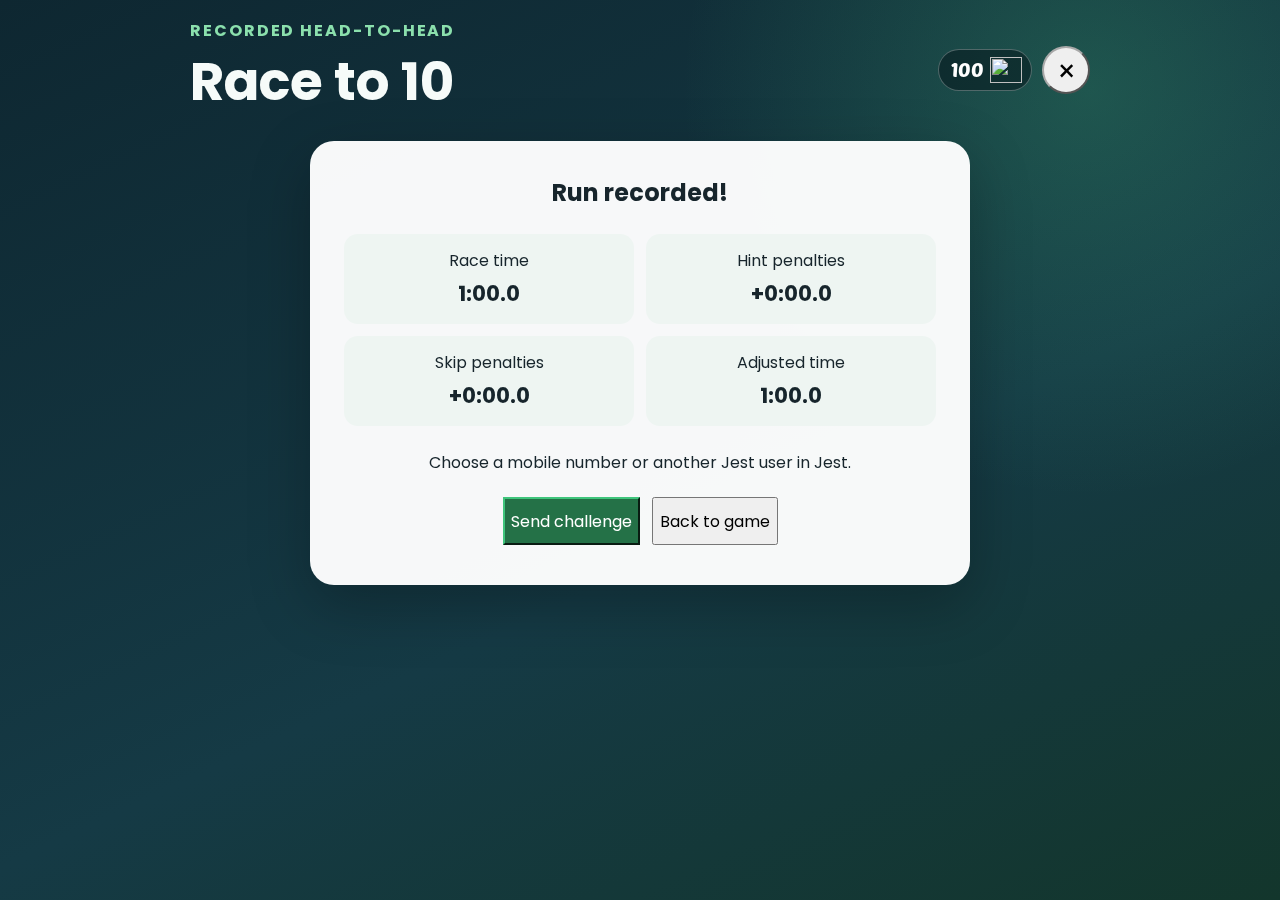 RECORDED HEAD-TO-HEAD
Race to 10
100
×
Run recorded!
Race time
1:00.0
Hint penalties
+0:00.0
Skip penalties
+0:00.0
Adjusted time
1:00.0
Choose a mobile number or another Jest user in Jest.
Send challenge
Back to game